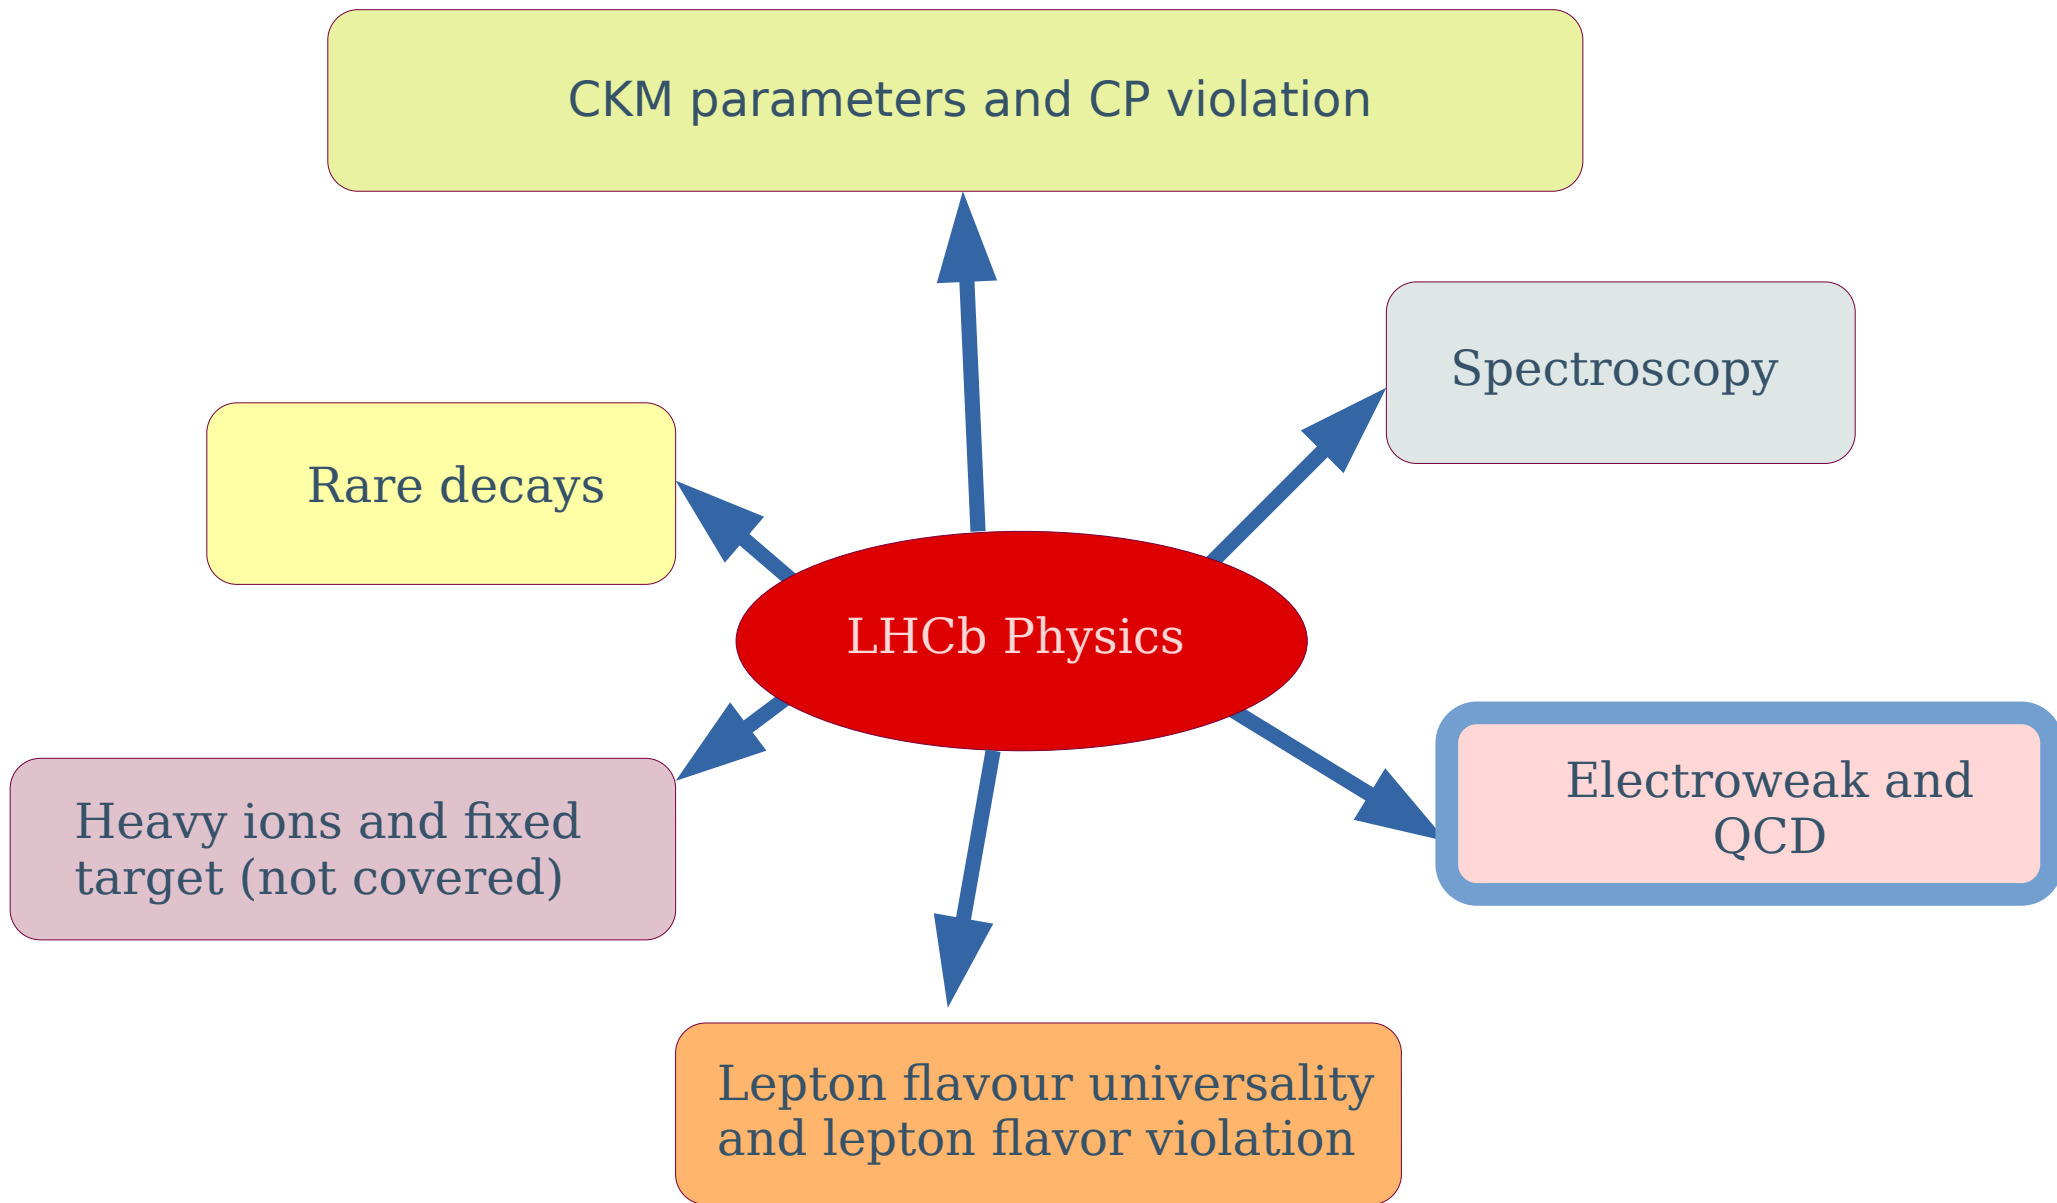 CKM parameters and CP violation
Spectroscopy
Rare decays
LHCb Physics
Electroweak and
QCD
Heavy ions and fixed
target (not covered)
Lepton flavour universality
and lepton flavor violation